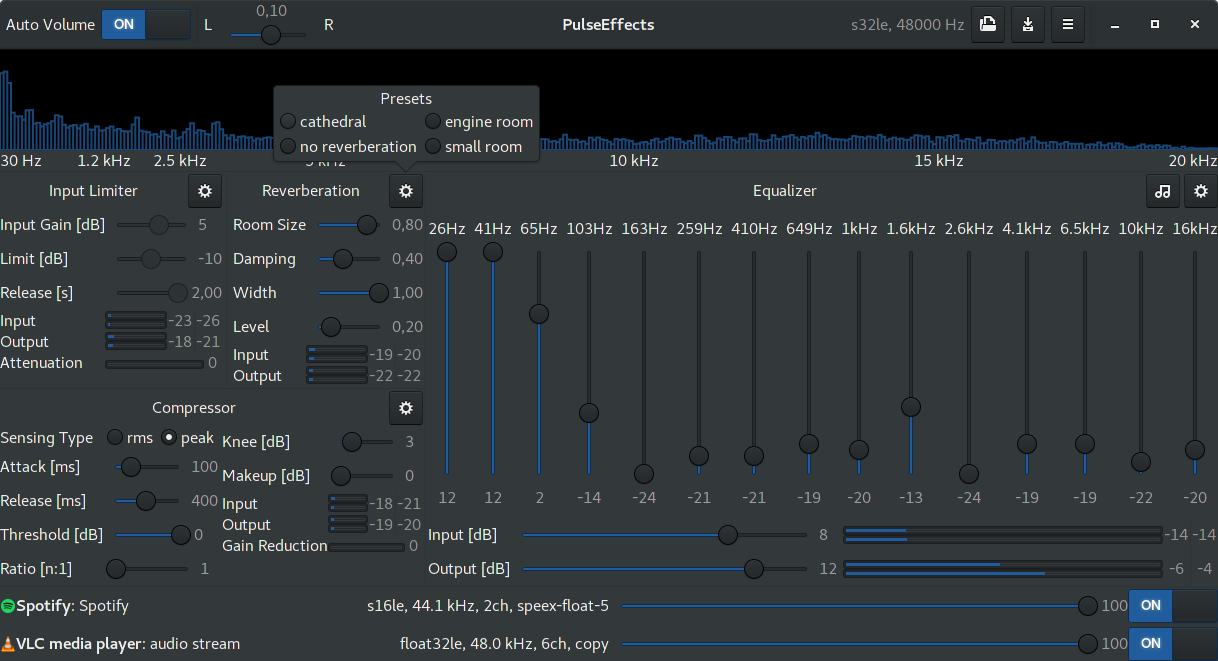 Auto Volume ON L 0,10 R PulseEffects s32le, 48000 Hz
Presets
cathedral engine room
no reverberation small room
30 Hz 1.2 kHz 2.5 kHz 5 kHz 10 kHz 15 kHz 20 kHz
Input Limiter
Input Gain [dB] 5
Limit [dB] -10
Release [s] 2,00
Input -23 -26
Output -18 -21
Attenuation 0
Reverberation
Room Size 0,80
Damping 0,40
Width 1,00
Level 0,20
Input -19 -20
Output -22 -22
Compressor
Sensing Type rms peak
Attack [ms] 100
Release [ms] 400
Threshold [dB] 0
Ratio [n:1] 1
Knee [dB] 3
Makeup [dB] 0
Input -18 -21
Output -19 -20
Gain Reduction 0
Equalizer
26Hz 41Hz 65Hz 103Hz 163Hz 259Hz 410Hz 649Hz 1kHz 1.6kHz 2.6kHz 4.1kHz 6.5kHz 10kHz 16kHz
12 12 2 -14 -24 -21 -21 -19 -20 -13 -24 -19 -19 -22 -20
Input [dB] 8 -14 -14
Output [dB] 12 -6 -4
Spotify: Spotify s16le, 44.1 kHz, 2ch, speex-float-5 100 ON
VLC media player: audio stream float32le, 48.0 kHz, 6ch, copy 100 ON